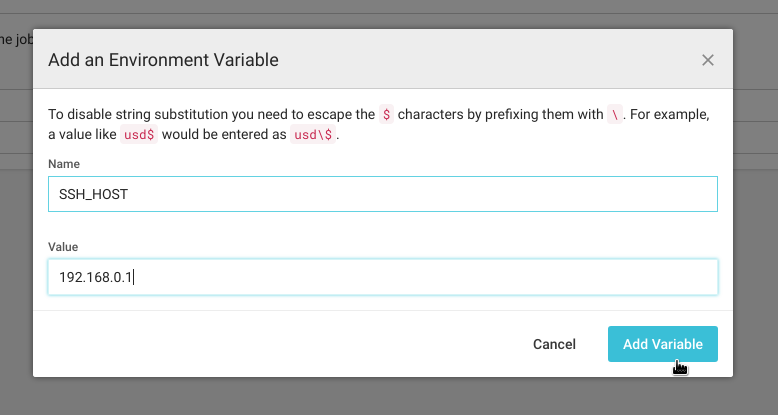 ne job
Add an Environment Variable
To disable string substitution you need to escape the $ characters by prefixing them with \. For example,
a value like usd$ would be entered as usd\$.
Name
SSH_HOST
Value
192.168.0.1
Cancel
Add Variable